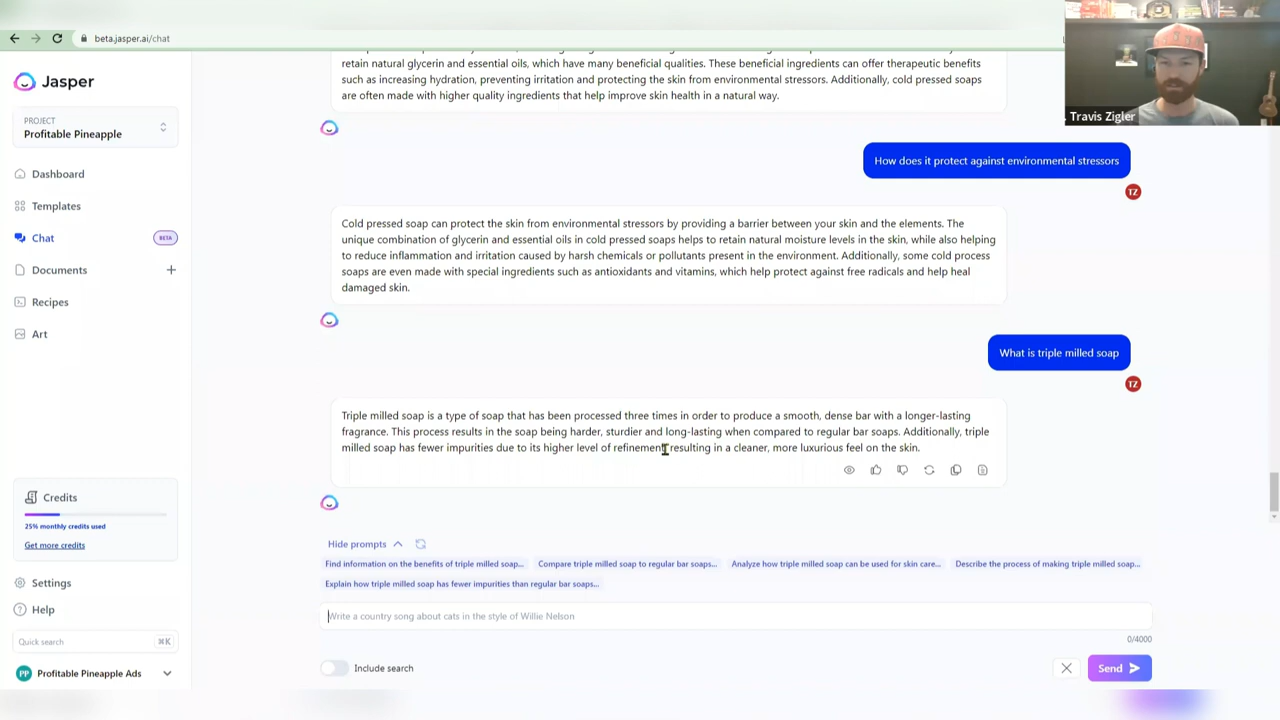 beta.jasper.ai/chat
Jasper
PROJECT
Profitable Pineapple
Dashboard
Templates
Chat
BETA
Documents
Recipes
Art
Credits
25% monthly credits used
Get more credits
Settings
Help
Quick search
⌘K
PP
Profitable Pineapple Ads
retain natural glycerin and essential oils, which have many beneficial qualities. These beneficial ingredients can offer therapeutic benefits
such as increasing hydration, preventing irritation and protecting the skin from environmental stressors. Additionally, cold pressed soaps
are often made with higher quality ingredients that help improve skin health in a natural way.
Travis Zigler
How does it protect against environmental stressors
TZ
Cold pressed soap can protect the skin from environmental stressors by providing a barrier between your skin and the elements. The
unique combination of glycerin and essential oils in cold pressed soaps helps to retain natural moisture levels in the skin, while also helping
to reduce inflammation and irritation caused by harsh chemicals or pollutants present in the environment. Additionally, some cold process
soaps are even made with special ingredients such as antioxidants and vitamins, which help protect against free radicals and help heal
damaged skin.
What is triple milled soap
TZ
Triple milled soap is a type of soap that has been processed three times in order to produce a smooth, dense bar with a longer-lasting
fragrance. This process results in the soap being harder, sturdier and long-lasting when compared to regular bar soaps. Additionally, triple
milled soap has fewer impurities due to its higher level of refinement resulting in a cleaner, more luxurious feel on the skin.
Hide prompts
Find information on the benefits of triple milled soap... Compare triple milled soap to regular bar soaps... Analyze how triple milled soap can be used for skin care... Describe the process of making triple milled soap...
Explain how triple milled soap has fewer impurities than regular bar soaps...
Write a country song about cats in the style of Willie Nelson
0/4000
Include search
Send